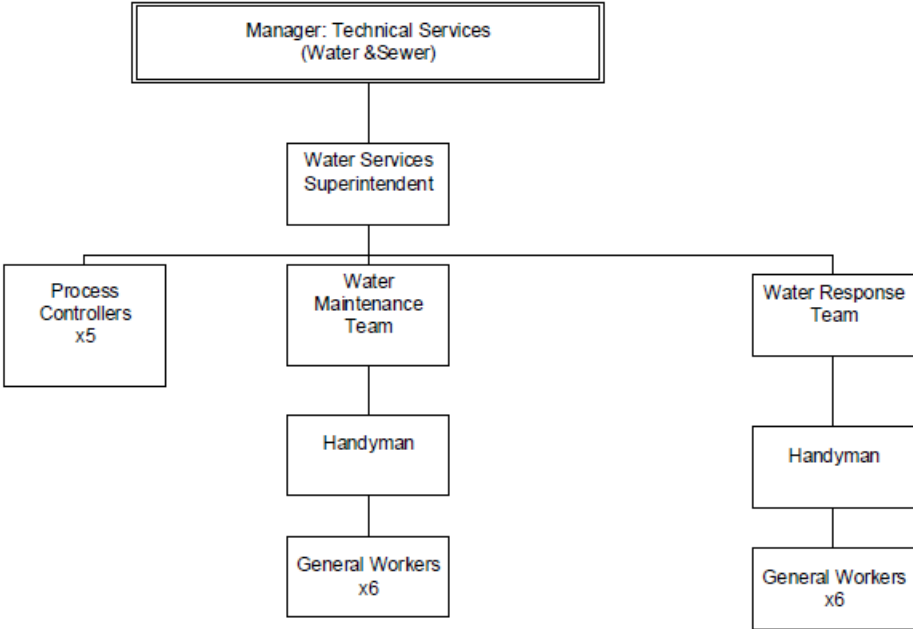 Manager: Technical Services
(Water &Sewer)
Water Services
Superintendent
Process
Controllers
x5
Water
Maintenance
Team
Water Response
Team
Handyman
Handyman
General Workers
x6
General Workers
x6